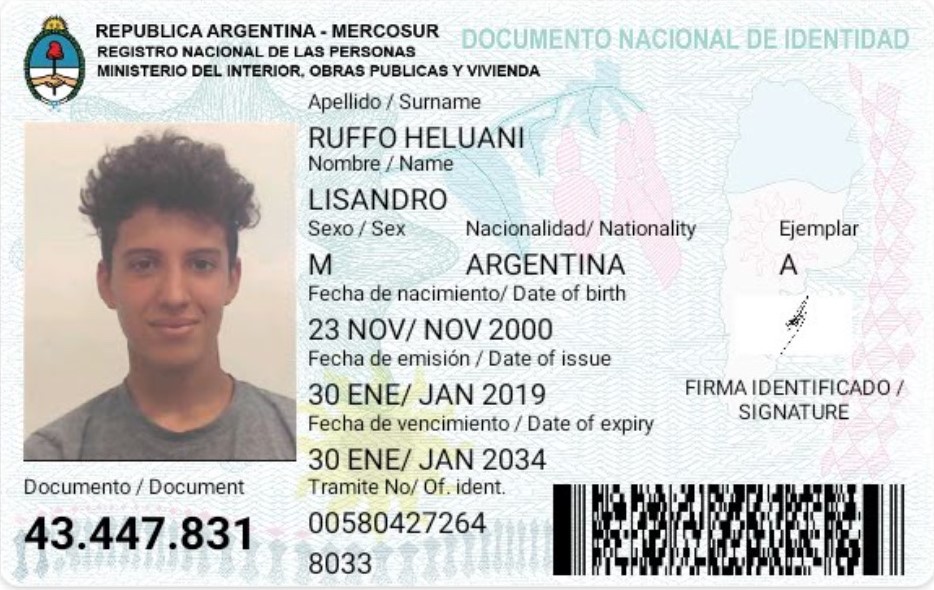 REPUBLICA ARGENTINA - MERCOSUR
REGISTRO NACIONAL DE LAS PERSONAS
MINISTERIO DEL INTERIOR, OBRAS PUBLICAS Y VIVIENDA
DOCUMENTO NACIONAL DE IDENTIDAD
Apellido / Surname
RUFFO HELUANI
Nombre / Name
LISANDRO
Sexo / Sex Nacionalidad/ Nationality Ejemplar
M ARGENTINA A
Fecha de nacimiento/ Date of birth
23 NOV/ NOV 2000
Fecha de emisión / Date of issue
30 ENE/ JAN 2019
FIRMA IDENTIFICADO /
SIGNATURE
Fecha de vencimiento / Date of expiry
30 ENE/ JAN 2034
Documento / Document
43.447.831
Tramite No/ Of. ident.
00580427264
8033